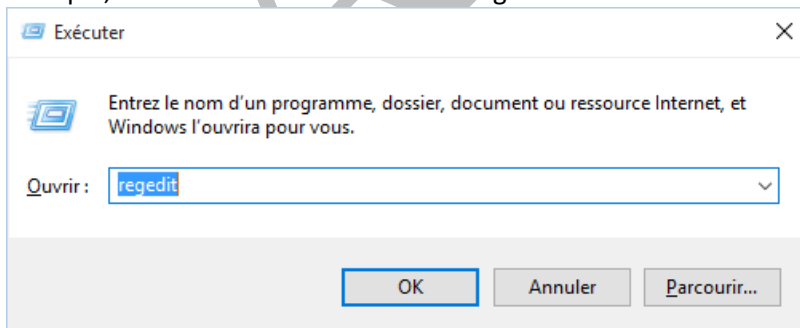 Exécuter
Entrez le nom d'un programme, dossier, document ou ressource Internet, et
Windows l'ouvrira pour vous.
Ouvrir :
regedit
OK
Annuler
Parcourir...